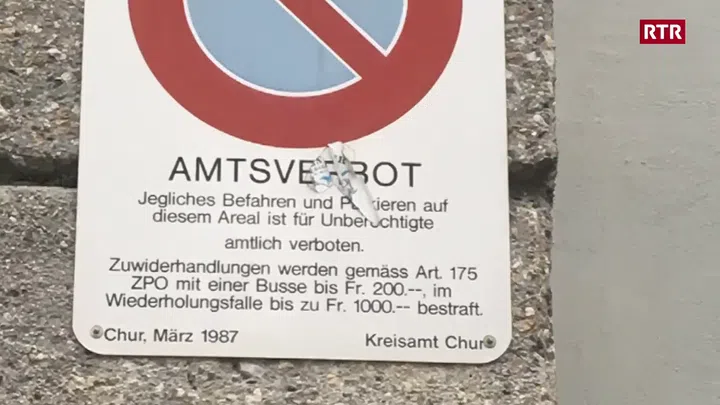 RTR
AMTSVERBOT
Jegliches Befahren und Parkieren auf
diesem Areal ist für Unberechtigte
amtlich verboten.
Zuwiderhandlungen werden gemäss Art. 175
ZPO mit einer Busse bis Fr. 200.--, im
Wiederholungsfalle bis zu Fr. 1000.-- bestraft.
Chur, März 1987 Kreisamt Chur